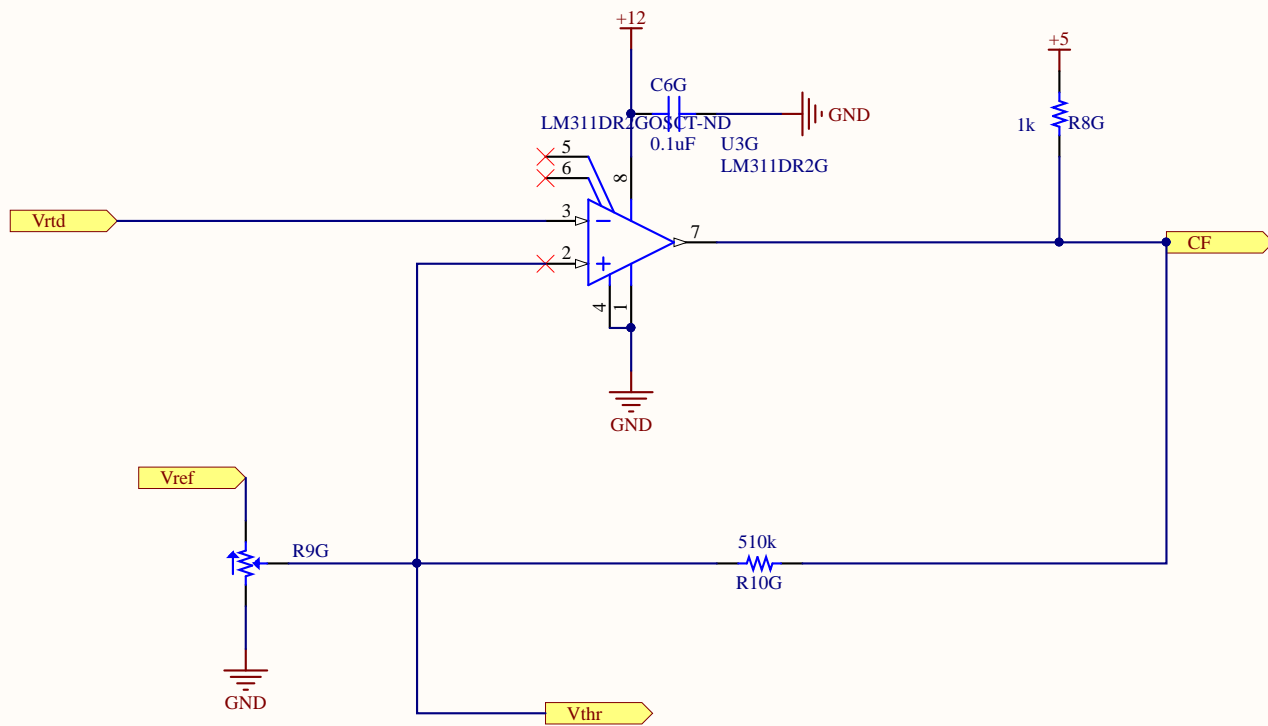 +12
+5
C6G
GND
LM311DR2GOSCT-ND
1k
R8G
0.1uF
U3G
LM311DR2G
5
6
8
Vrtd
3
7
CF
2
4
1
GND
Vref
510k
R9G
R10G
GND
Vthr